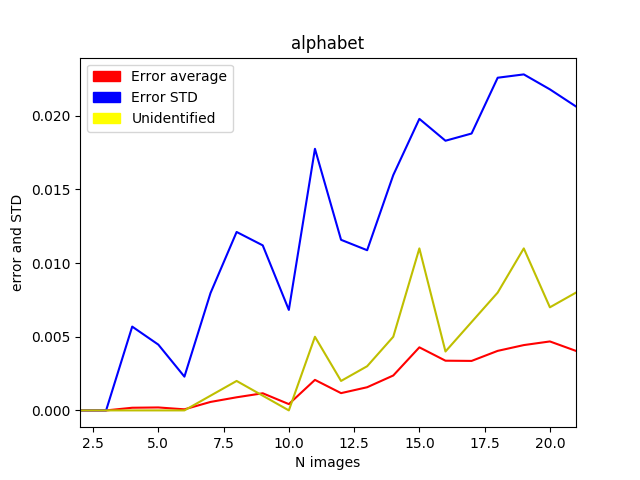 alphabet
Error average
Error STD
Unidentified
0.020
0.015
0.010
0.005
0.000
error and STD
2.5 5.0 7.5 10.0 12.5 15.0 17.5 20.0
N images